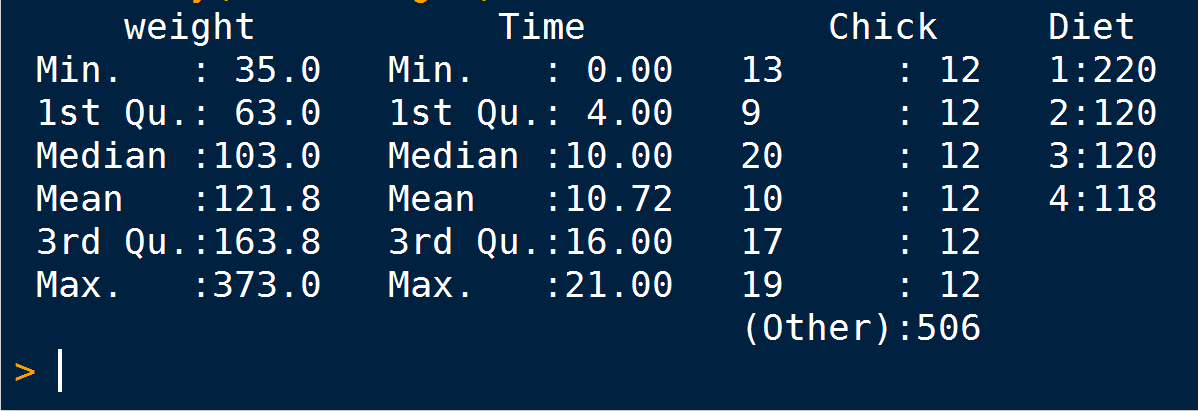 weight Time Chick Diet
Min. : 35.0 Min. : 0.00 13 : 12 1:220
1st Qu.: 63.0 1st Qu.: 4.00 9 : 12 2:120
Median :103.0 Median :10.00 20 : 12 3:120
Mean :121.8 Mean :10.72 10 : 12 4:118
3rd Qu.:163.8 3rd Qu.:16.00 17 : 12
Max. :373.0 Max. :21.00 19 : 12
(Other):506
>